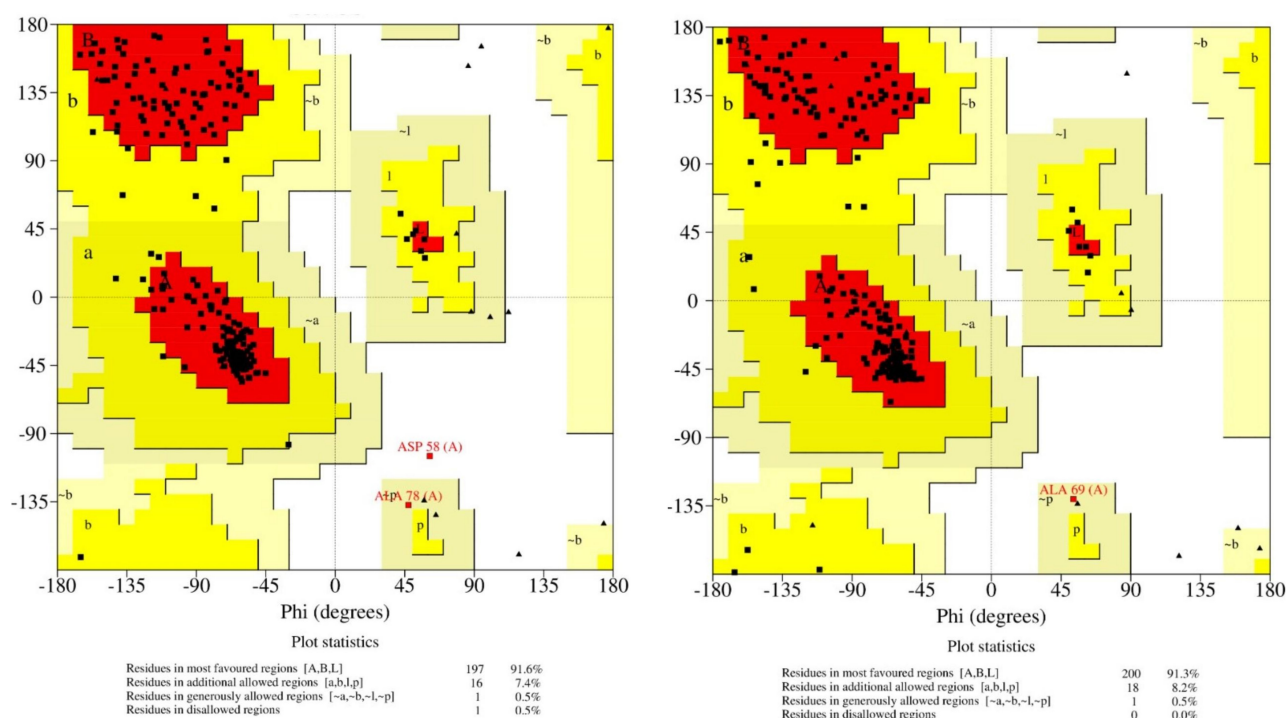 180
B
b
~b
b
135
b
~b
~l
90
l
45
a
A
L
0
~a
-45
-90
ASP 58 (A)
-135
~b
ALA 78 (A)
~p
b
p
~b
-180 -135 -90 -45 0 45 90 135 180
Phi (degrees)
Plot statistics
Residues in most favoured regions [A,B,L] 197 91.6%
Residues in additional allowed regions [a,b,l,p] 16 7.4%
Residues in generously allowed regions [~a,~b,~l,~p] 1 0.5%
Residues in disallowed regions 1 0.5%
180
B
~b
b
135
b
~b
~l
90
l
45
a
L
A
0
~a
-45
-90
ALA 69 (A)
-135
~b
~p
b
p
~b
-180
-180 -135 -90 -45 0 45 90 135 180
Phi (degrees)
Plot statistics
Residues in most favoured regions [A,B,L] 200 91.3%
Residues in additional allowed regions [a,b,l,p] 18 8.2%
Residues in generously allowed regions [~a,~b,~l,~p] 1 0.5%
Residues in disallowed regions 0 0.0%